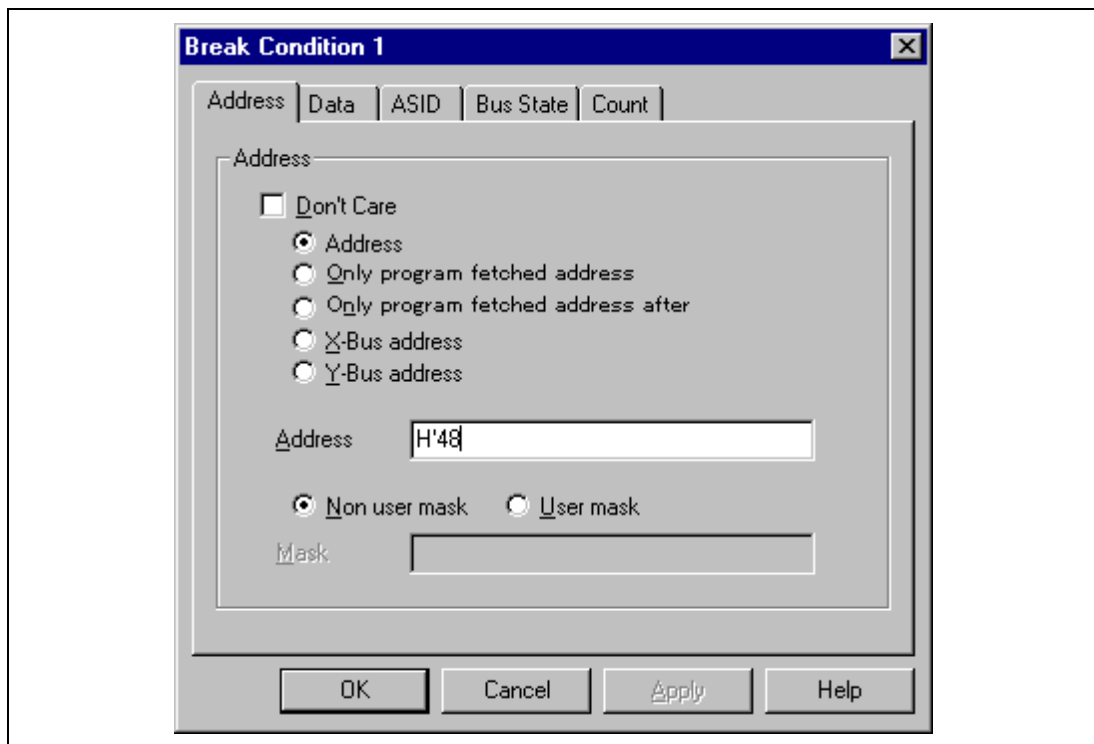 Break Condition 1
Address Data ASID Bus State Count
Address
Don't Care
Address
Only program fetched address
Only program fetched address after
X-Bus address
Y-Bus address
Address H'48
Non user mask User mask
Mask
OK Cancel Apply Help